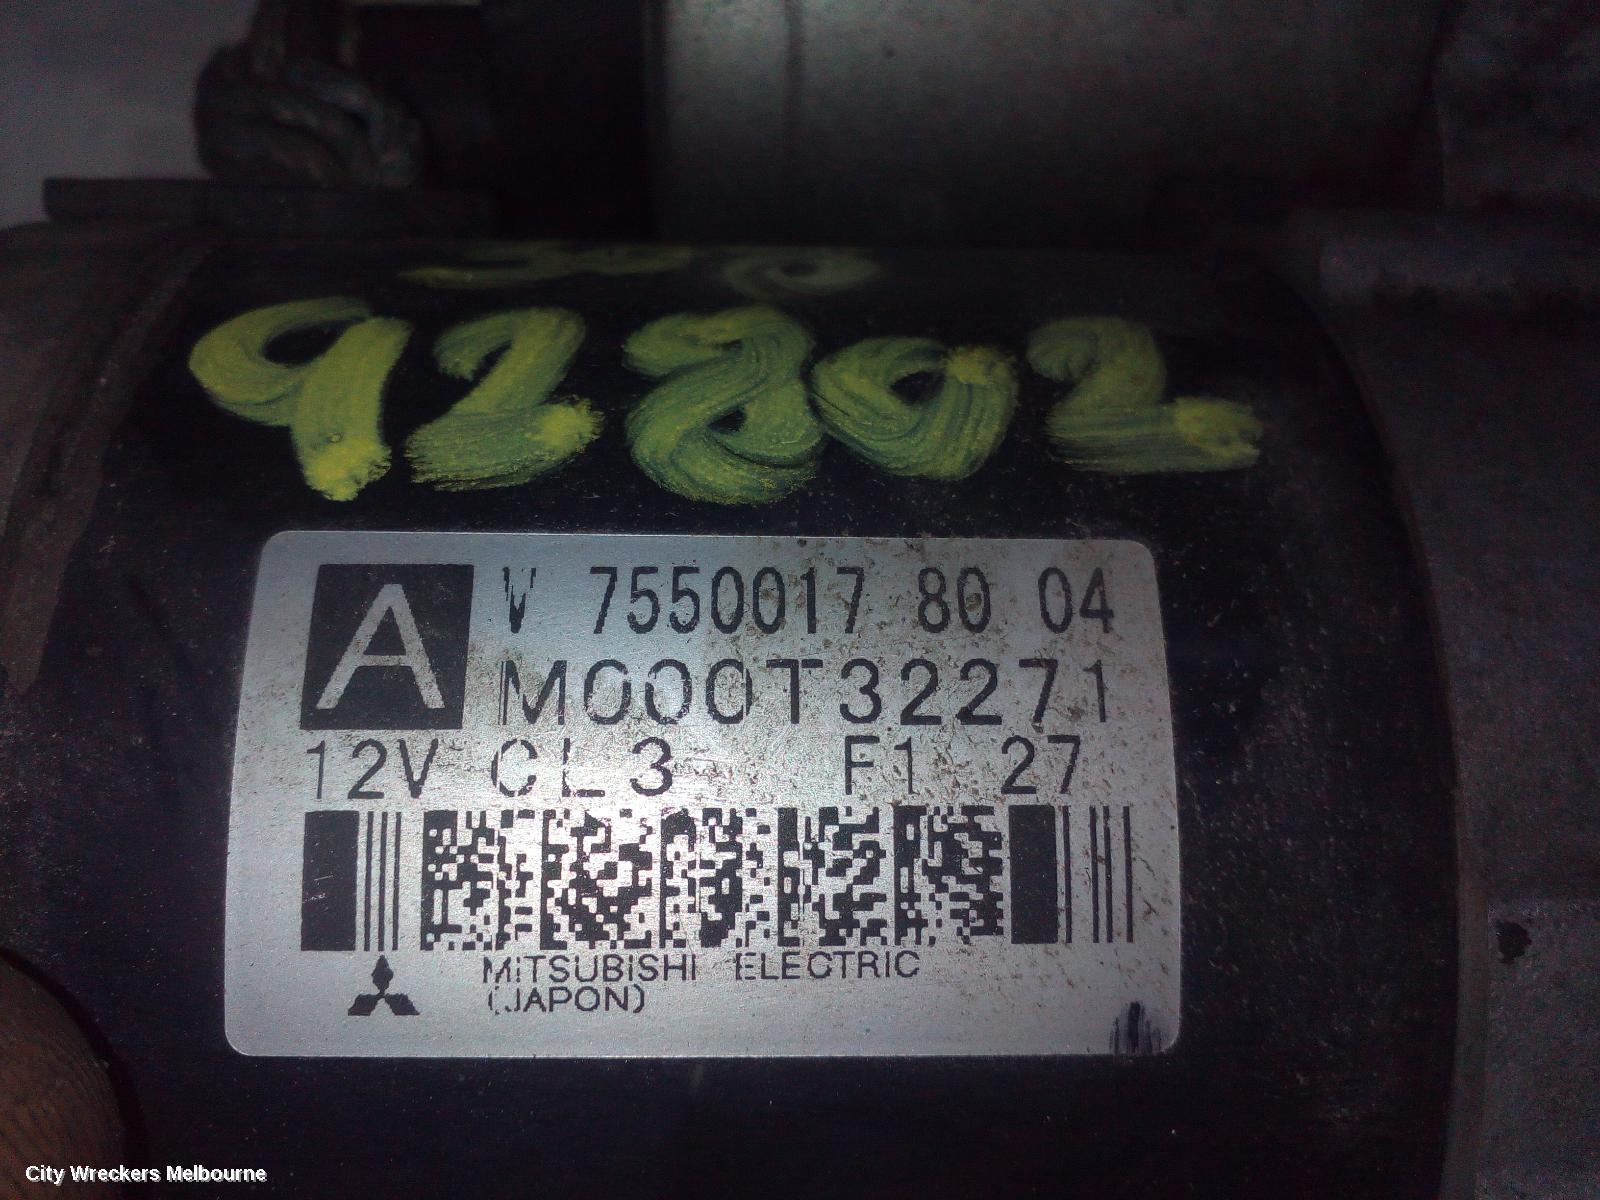 92802
A
V 7550017 80 04
M000T32271
12V CL3 F1 27
MITSUBISHI ELECTRIC
(JAPON)
City Wreckers Melbourne